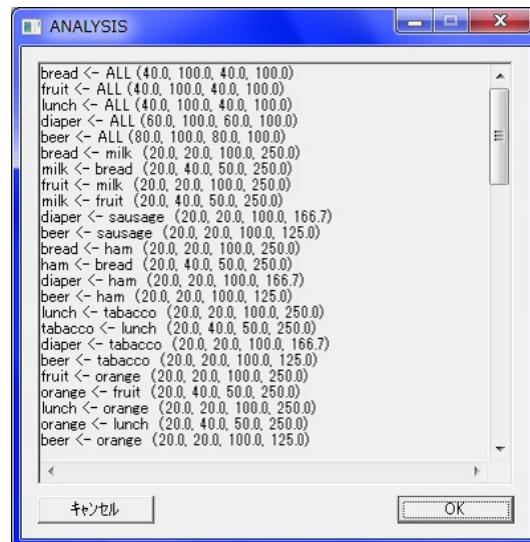 ANALYSIS
bread <- ALL (40.0, 100.0, 40.0, 100.0)
fruit <- ALL (40.0, 100.0, 40.0, 100.0)
lunch <- ALL (40.0, 100.0, 40.0, 100.0)
diaper <- ALL (60.0, 100.0, 60.0, 100.0)
beer <- ALL (80.0, 100.0, 80.0, 100.0)
bread <- milk (20.0, 20.0, 100.0, 250.0)
milk <- bread (20.0, 40.0, 50.0, 250.0)
fruit <- milk (20.0, 20.0, 100.0, 250.0)
milk <- fruit (20.0, 40.0, 50.0, 250.0)
diaper <- sausage (20.0, 20.0, 100.0, 166.7)
beer <- sausage (20.0, 20.0, 100.0, 125.0)
bread <- ham (20.0, 20.0, 100.0, 250.0)
ham <- bread (20.0, 40.0, 50.0, 250.0)
diaper <- ham (20.0, 20.0, 100.0, 166.7)
beer <- ham (20.0, 20.0, 100.0, 125.0)
lunch <- tabacco (20.0, 20.0, 100.0, 250.0)
tabacco <- lunch (20.0, 40.0, 50.0, 250.0)
diaper <- tabacco (20.0, 20.0, 100.0, 166.7)
beer <- tabacco (20.0, 20.0, 100.0, 125.0)
fruit <- orange (20.0, 20.0, 100.0, 250.0)
orange <- fruit (20.0, 40.0, 50.0, 250.0)
lunch <- orange (20.0, 20.0, 100.0, 250.0)
orange <- lunch (20.0, 40.0, 50.0, 250.0)
beer <- orange (20.0, 20.0, 100.0, 125.0)
キャンセル OK